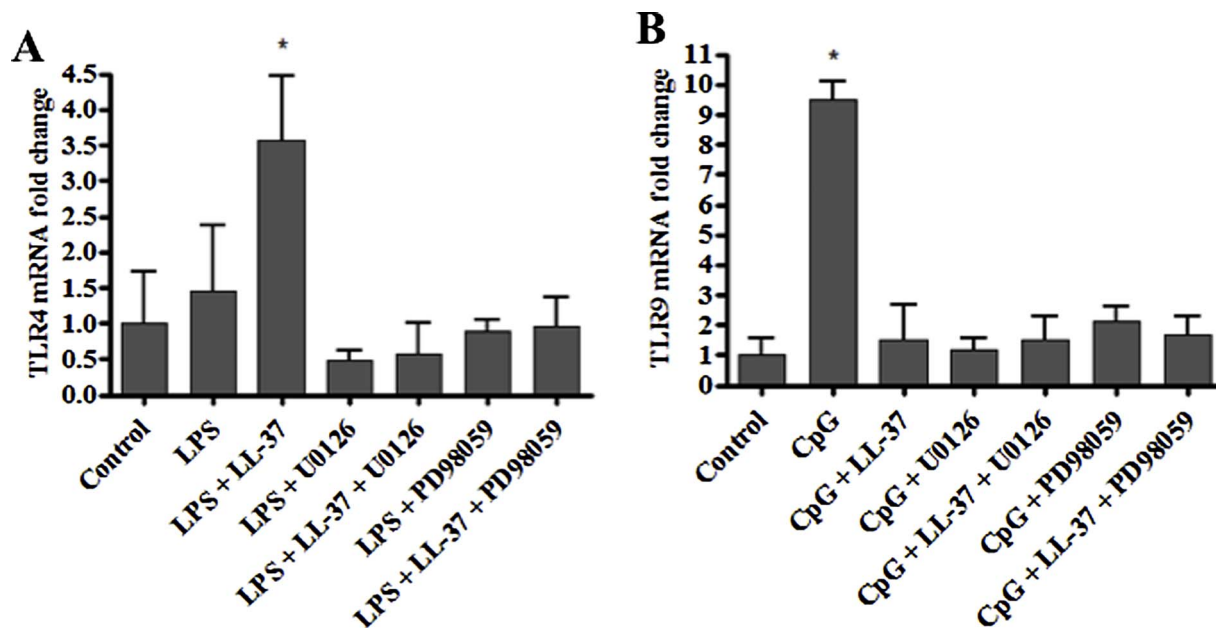 A
*
TLR4 mRNA fold change
4.5
4.0
3.5
3.0
2.5
2.0
1.5
1.0
0.5
0.0
Control
LPS
LPS + LL-37
LPS + U0126
LPS + LL-37 + U0126
LPS + PD98059
LPS + LL-37 + PD98059
B
*
TLR9 mRNA fold change
11
10
9
8
7
6
5
4
3
2
1
0
Control
CpG
CpG + LL-37
CpG + U0126
CpG + LL-37 + U0126
CpG + PD98059
CpG + LL-37 + PD98059